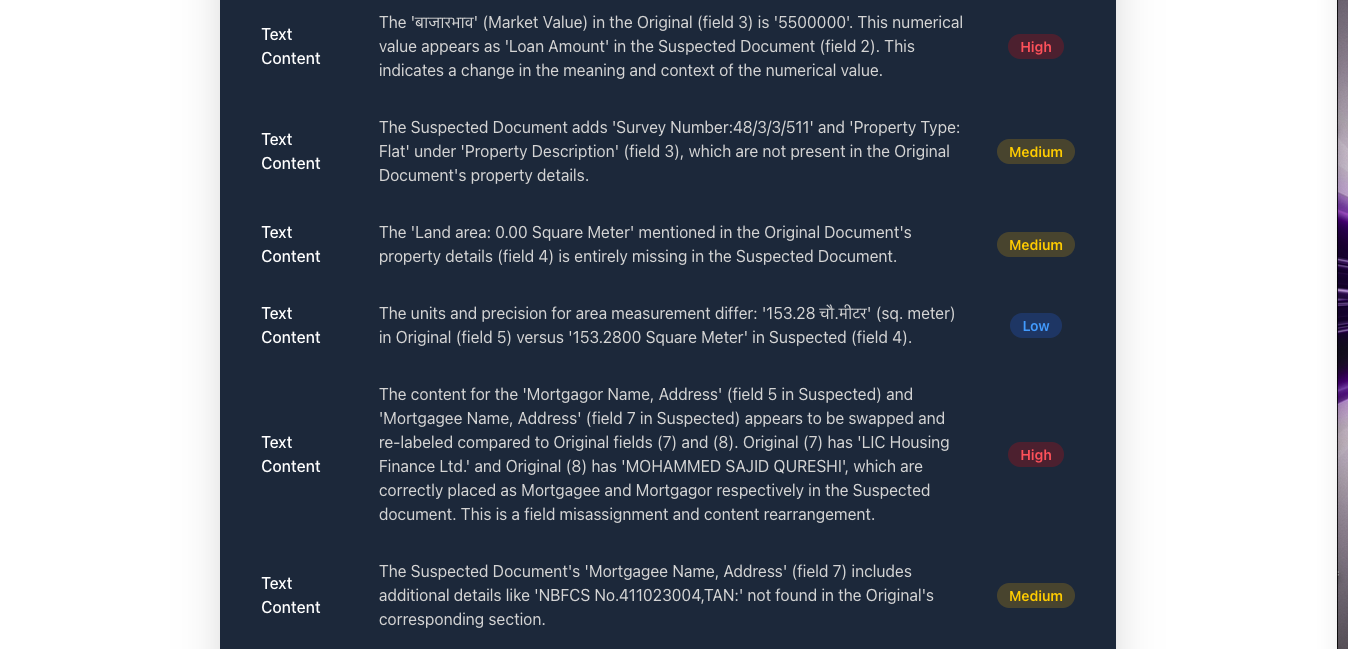 Text
Content
The 'बाजारभाव' (Market Value) in the Original (field 3) is '5500000'. This numerical
value appears as 'Loan Amount' in the Suspected Document (field 2). This
indicates a change in the meaning and context of the numerical value.
High
Text
Content
The Suspected Document adds 'Survey Number:48/3/3/511' and 'Property Type:
Flat' under 'Property Description' (field 3), which are not present in the Original
Document's property details.
Medium
Text
Content
The 'Land area: 0.00 Square Meter' mentioned in the Original Document's
property details (field 4) is entirely missing in the Suspected Document.
Medium
Text
Content
The units and precision for area measurement differ: '153.28 चौ.मीटर' (sq. meter)
in Original (field 5) versus '153.2800 Square Meter' in Suspected (field 4).
Low
Text
Content
The content for the 'Mortgagor Name, Address' (field 5 in Suspected) and
'Mortgagee Name, Address' (field 7 in Suspected) appears to be swapped and
re-labeled compared to Original fields (7) and (8). Original (7) has 'LIC Housing
Finance Ltd.' and Original (8) has 'MOHAMMED SAJID QURESHI', which are
correctly placed as Mortgagee and Mortgagor respectively in the Suspected
document. This is a field misassignment and content rearrangement.
High
Text
Content
The Suspected Document's 'Mortgagee Name, Address' (field 7) includes
additional details like 'NBFCS No.411023004,TAN:' not found in the Original's
corresponding section.
Medium